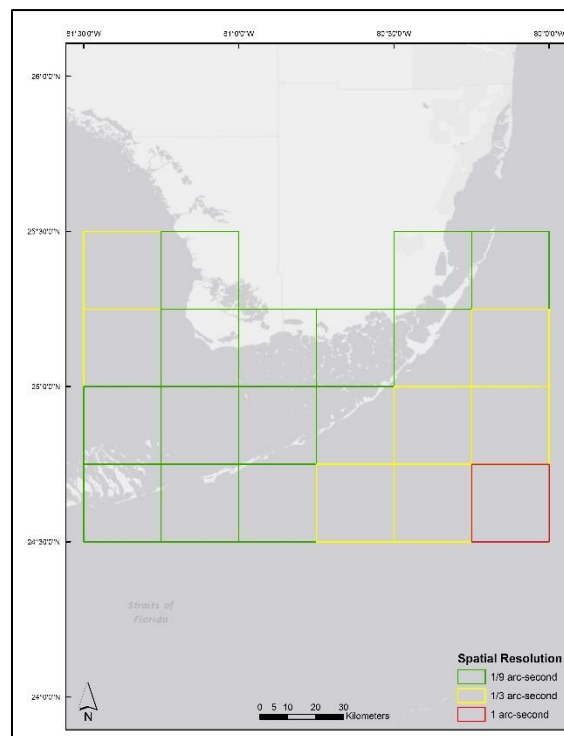 81°30'0"W 81°0'0"W 80°30'0"W 80°0'0"W
26°0'0"N
25°30'0"N
25°0'0"N
24°30'0"N
24°0'0"N
Straits of
Florida
Spatial Resolution
1/9 arc-second
1/3 arc-second
1 arc-second
N
0 5 10 20 30
Kilometers